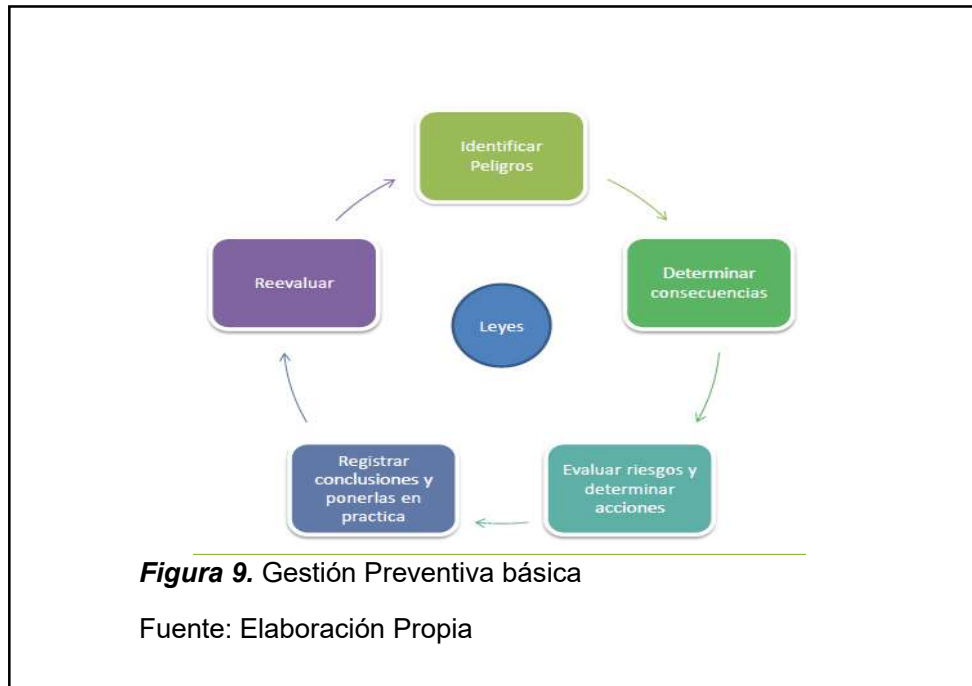 Identificar
Peligros
Determinar
consecuencias
Evaluar riesgos y
determinar
acciones
Registrar
conclusiones y
ponerlas en
practica
Reevaluar
Leyes
Figura 9. Gestión Preventiva básica
Fuente: Elaboración Propia